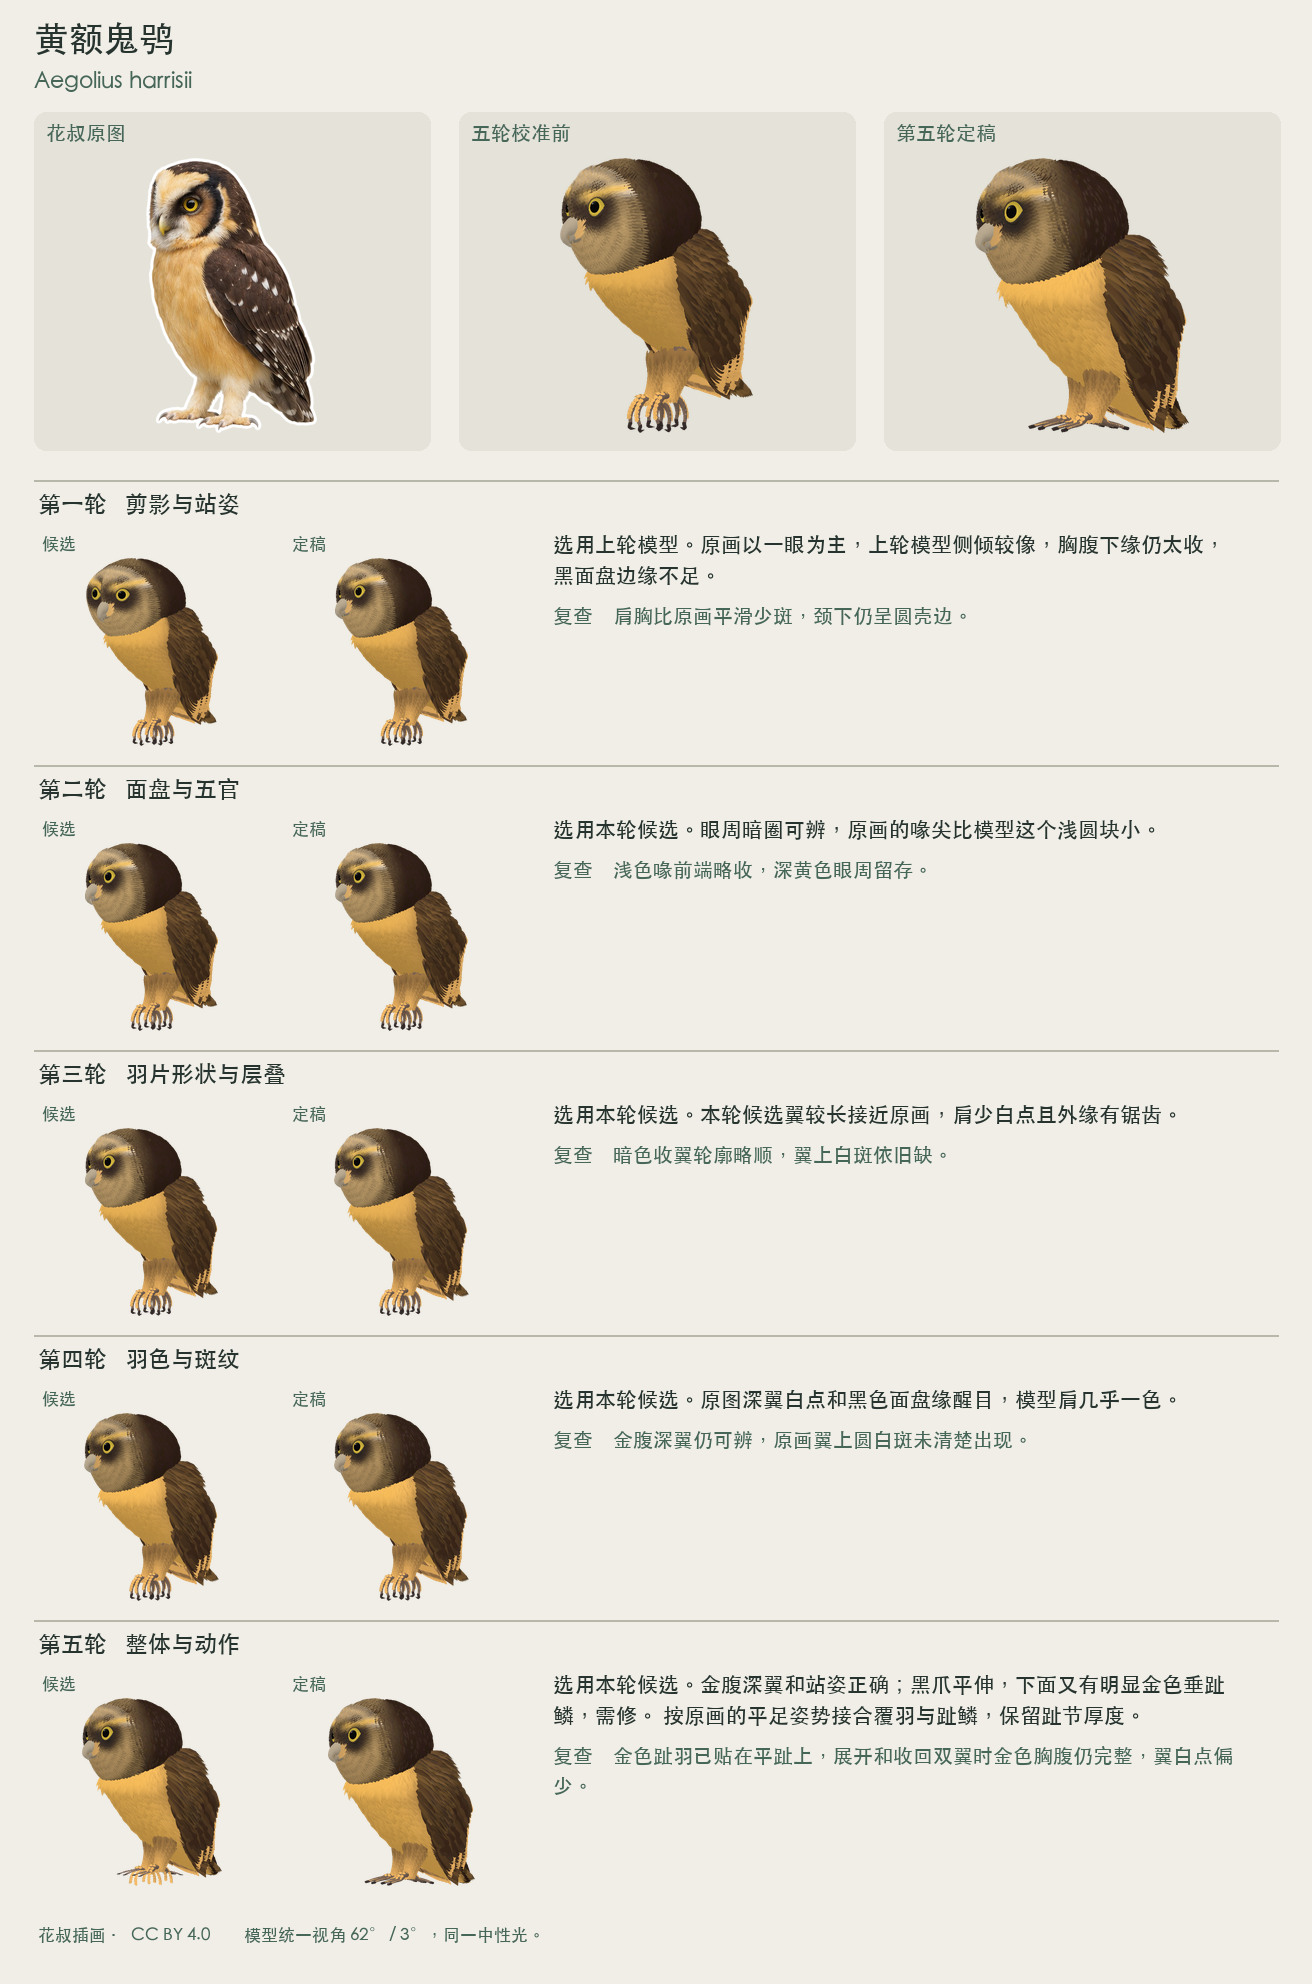 黄额鬼鸮
Aegolius harrisii
花叔原图
五轮校准前
第五轮定稿
第一轮 剪影与站姿
候选
定稿
选用上轮模型。原画以一眼为主，上轮模型侧倾较像，胸腹下缘仍太收，
黑面盘边缘不足。
复查 肩胸比原画平滑少斑，颈下仍呈圆壳边。
第二轮 面盘与五官
候选
定稿
选用本轮候选。眼周暗圈可辨，原画的喙尖比模型这个浅圆块小。
复查 浅色喙前端略收，深黄色眼周留存。
第三轮 羽片形状与层叠
候选
定稿
选用本轮候选。本轮候选翼较长接近原画，肩少白点且外缘有锯齿。
复查 暗色收翼轮廓略顺，翼上白斑依旧缺。
第四轮 羽色与斑纹
候选
定稿
选用本轮候选。原图深翼白点和黑色面盘缘醒目，模型肩几乎一色。
复查 金腹深翼仍可辨，原画翼上圆白斑未清楚出现。
第五轮 整体与动作
候选
定稿
选用本轮候选。金腹深翼和站姿正确；黑爪平伸，下面又有明显金色垂趾
鳞，需修。 按原画的平足姿势接合覆羽与趾鳞，保留趾节厚度。
复查 金色趾羽已贴在平趾上，展开和收回双翼时金色胸腹仍完整，翼白点偏
少。
花叔插画 · CC BY 4.0 模型统一视角 62° / 3° ，同一中性光。